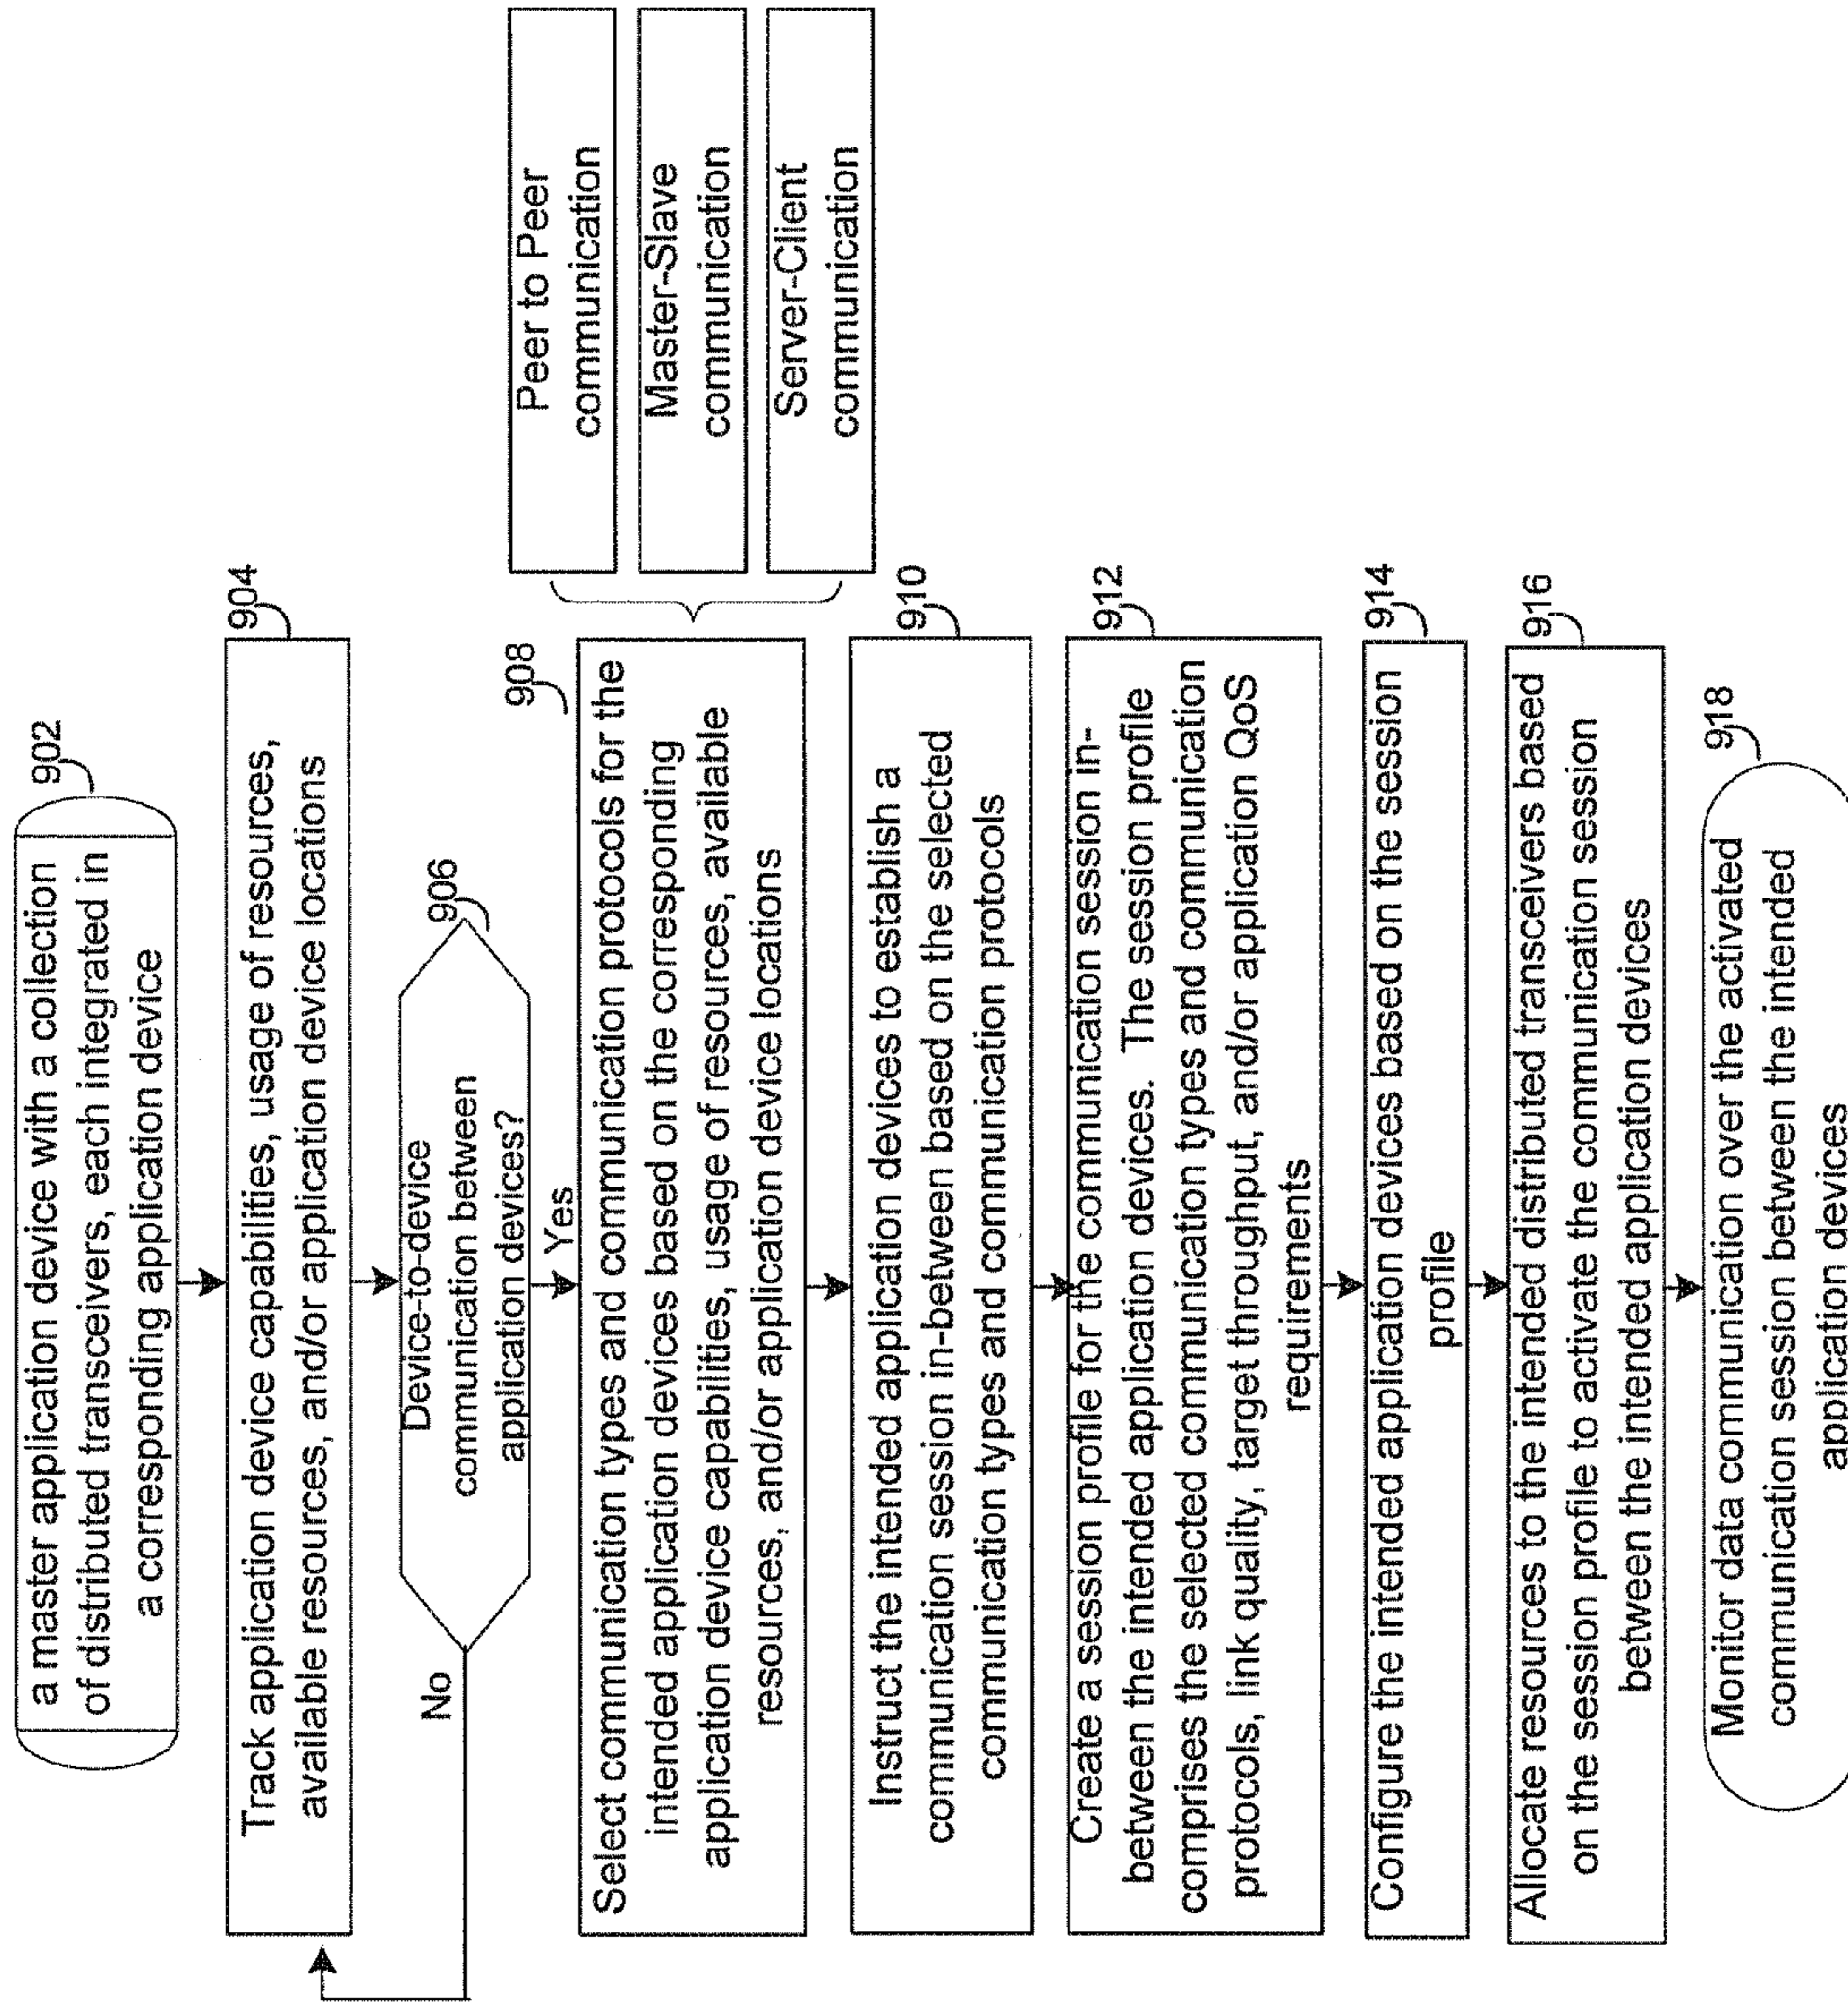 902
a master application device with a collection
of distributed transceivers, each integrated in
a corresponding application device
904
Track application device capabilities, usage of resources,
available resources, and/or application device locations
906
Device-to-device
communication between
application devices?
No
Yes
908
Select communication types and communication protocols for the
intended application devices based on the corresponding
application device capabilities, usage of resources, available
resources, and/or application device locations
Peer to Peer
communication
Master-Slave
communication
Server-Client
communication
910
Instruct the intended application devices to establish a
communication session in-between based on the selected
communication types and communication protocols
912
Create a session profile for the communication session in-
between the intended application devices. The session profile
comprises the selected communication types and communication
protocols, link quality, target throughput, and/or application QoS
requirements
914
Configure the intended application devices based on the session
profile
916
Allocate resources to the intended distributed transceivers based
on the session profile to activate the communication session
between the intended application devices
918
Monitor data communication over the activated
communication session between the intended
application devices